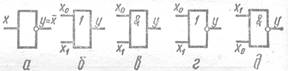 x y=x̄ x₀ 1 y x₁ x₀ & y x₁ x₀ 1 y x₁ x₁ & y x₀
а б в г д